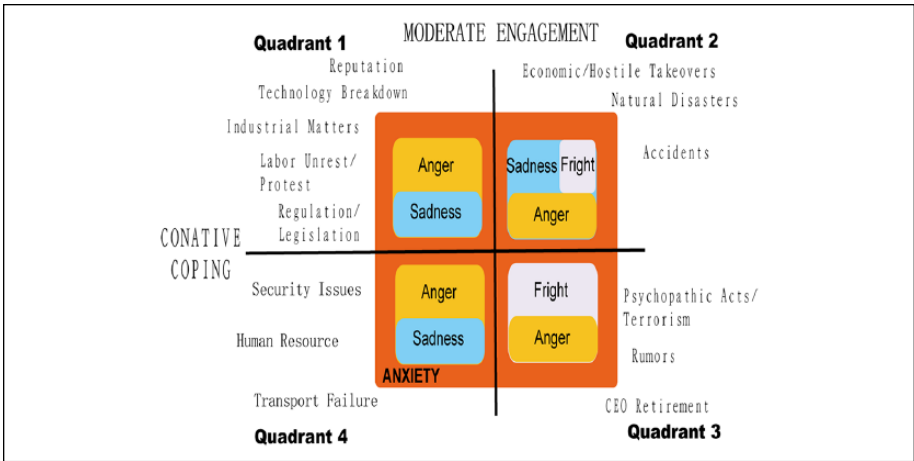 MODERATE ENGAGEMENT
Quadrant 1
Reputation
Technology Breakdown
Industrial Matters
Labor Unrest/
Protest
Regulation/
Legislation
Anger
Sadness
Quadrant 2
Economic/Hostile Takeovers
Natural Disasters
Accidents
Sadness
Fright
Anger
CONATIVE
COPING
Security Issues
Human Resource
Transport Failure
Quadrant 4
Anger
Sadness
ANXIETY
Fright
Anger
Psychopathic Acts/
Terrorism
Rumors
CEO Retirement
Quadrant 3